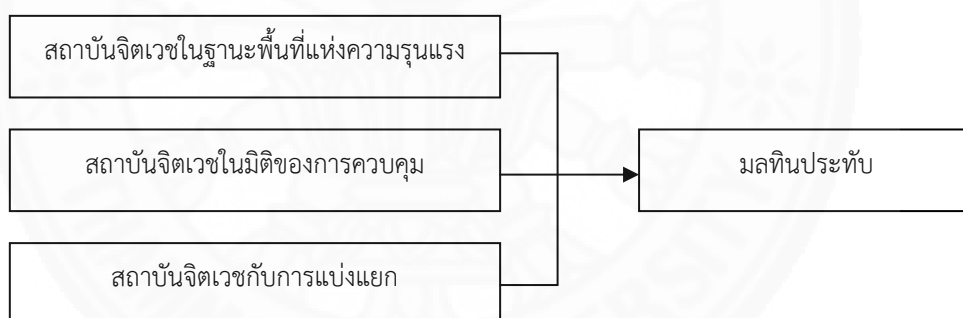 สถาบันจิตเวชในฐานะพื้นที่แห่งความรุนแรง
สถาบันจิตเวชในมิติของการควบคุม
มลทินประทับ
สถาบันจิตเวชกับการแบ่งแยก